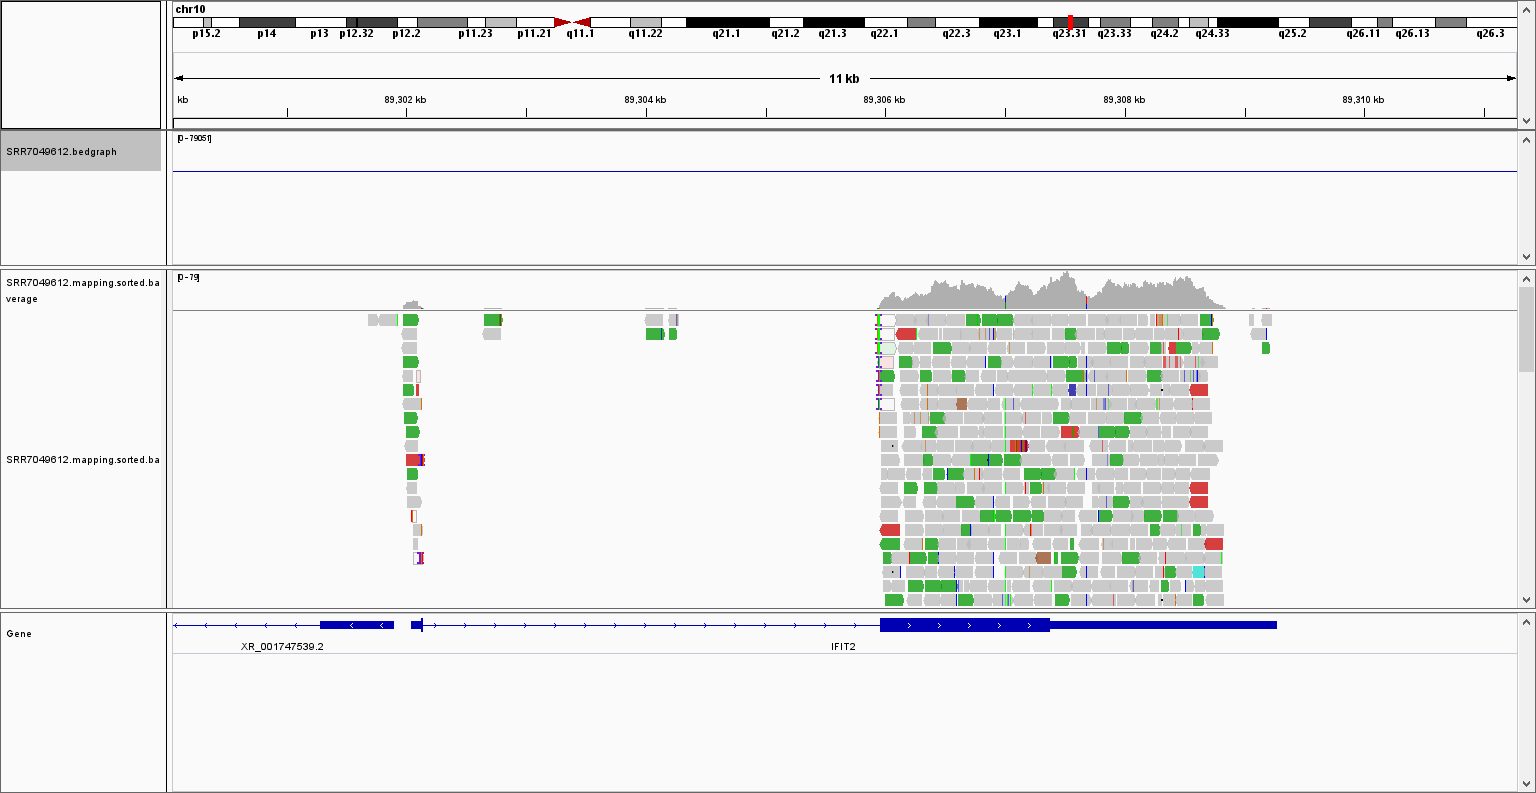 chr10
p15.2 p14 p13 p12.32 p12.2 p11.23 p11.21 q11.1 q11.22 q21.1 q21.2 q21.3 q22.1 q22.3 q23.1 q23.31 q23.33 q24.2 q24.33 q25.2 q26.11 q26.13 q26.3
11 kb
kb 89,302 kb 89,304 kb 89,306 kb 89,308 kb 89,310 kb
[0 - 79051]
SRR7049612.bedgraph
[0 - 79]
SRR7049612.mapping.sorted.ba
verage
SRR7049612.mapping.sorted.ba
Gene
XR_001747539.2 IFIT2